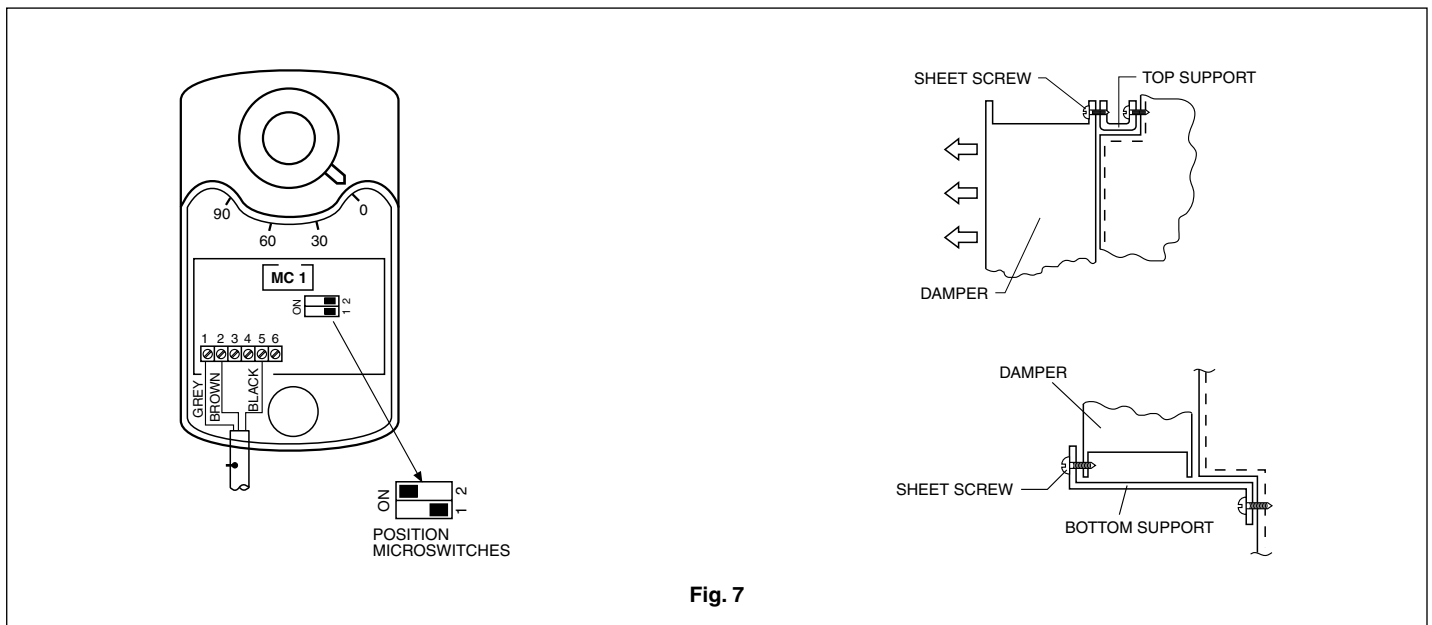 90
60
30
0
MC 1
ON
2
1
1 2 3 4 5 6
GREY
BROWN
BLACK
ON
2
1
POSITION
MICROSWITCHES
SHEET SCREW
TOP SUPPORT
DAMPER
DAMPER
SHEET SCREW
BOTTOM SUPPORT
Fig. 7